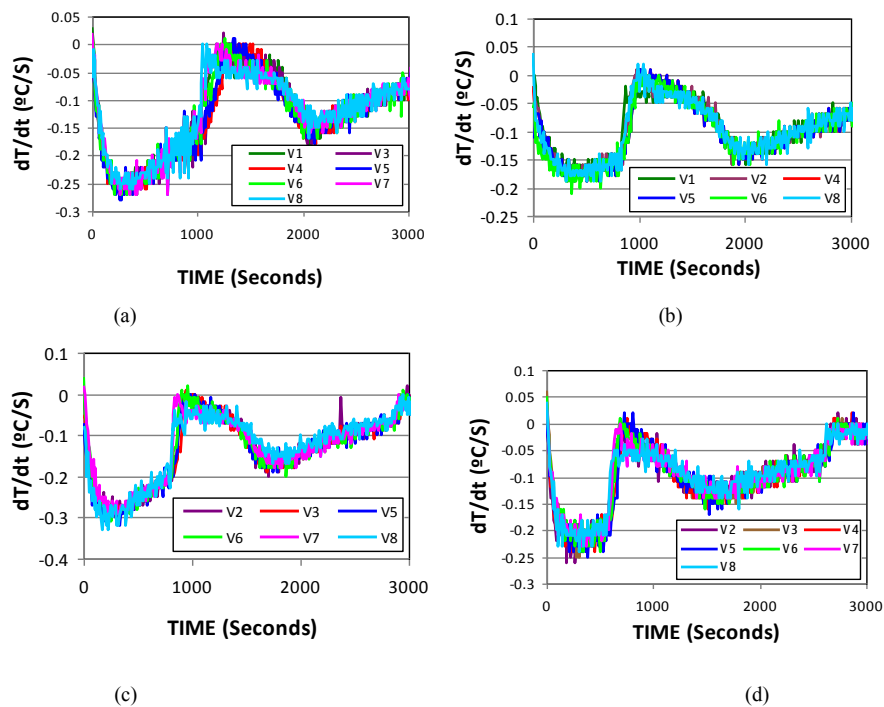 0.05
0
-0.05
-0.1
-0.15
-0.2
-0.25
-0.3
dT/dt (ºC/S)
V1 V3
V4 V5
V6 V7
V8
0 1000 2000 3000
TIME (Seconds)
(a)
0.1
0.05
0
-0.05
-0.1
-0.15
-0.2
-0.25
dT/dt (ºC/S)
V1 V2 V4
V5 V6 V8
0 1000 2000 3000
TIME (Seconds)
(b)
0.1
0
-0.1
-0.2
-0.3
-0.4
dT/dt (ºC/S)
V2 V3 V5
V6 V7 V8
0 1000 2000 3000
TIME (Seconds)
(c)
0.1
0.05
0
-0.05
-0.1
-0.15
-0.2
-0.25
-0.3
dT/dt (ºC/S)
V2 V3 V4
V5 V6 V7
V8
0 1000 2000 3000
TIME (Seconds)
(d)